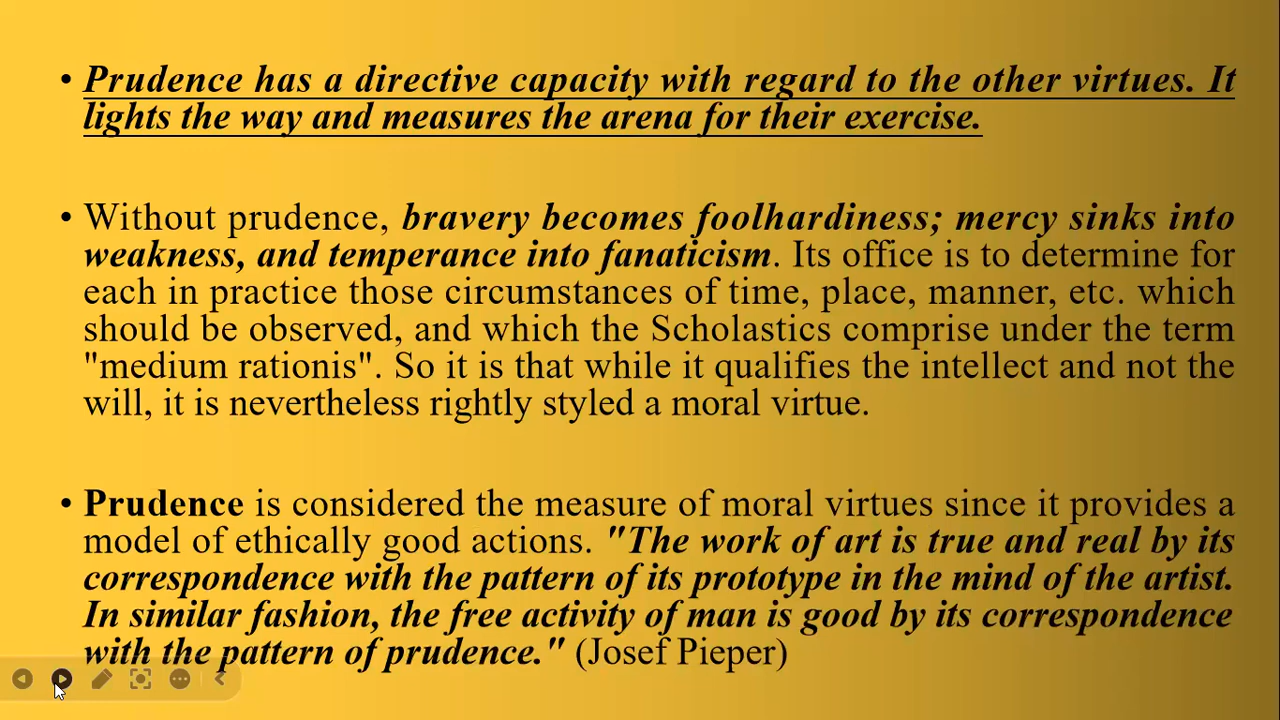 • Prudence has a directive capacity with regard to the other virtues. It
lights the way and measures the arena for their exercise.
• Without prudence, bravery becomes foolhardiness; mercy sinks into
weakness, and temperance into fanaticism. Its office is to determine for
each in practice those circumstances of time, place, manner, etc. which
should be observed, and which the Scholastics comprise under the term
"medium rationis". So it is that while it qualifies the intellect and not the
will, it is nevertheless rightly styled a moral virtue.
• Prudence is considered the measure of moral virtues since it provides a
model of ethically good actions. "The work of art is true and real by its
correspondence with the pattern of its prototype in the mind of the artist.
In similar fashion, the free activity of man is good by its correspondence
with the pattern of prudence." (Josef Pieper)